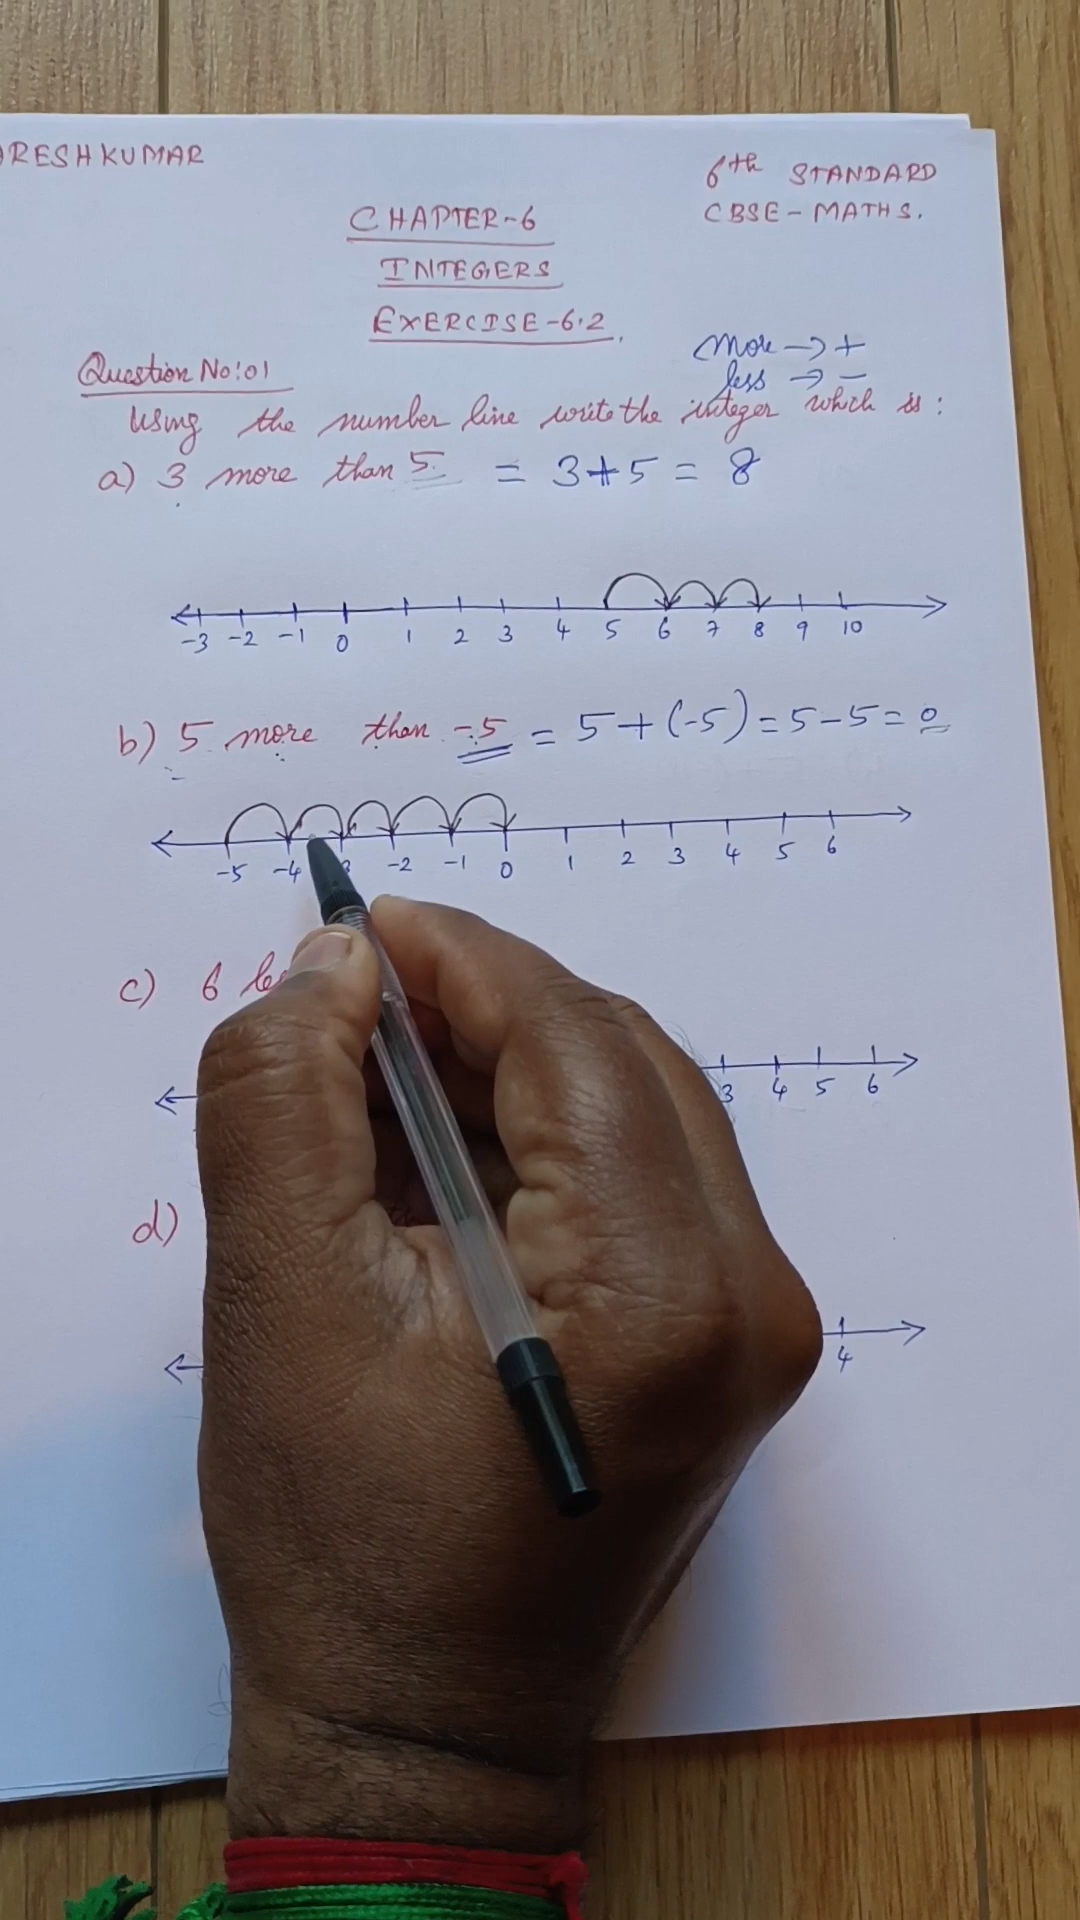 RESHKUMAR
6th STANDARD
CBSE - MATHS.
CHAPTER-6
INTEGERS
EXERCISE-6.2
more → +
less → −
Question No:01
Using the number line write the integer which is :
a) 3 more than 5 = 3+5 = 8
-3 -2 -1 0 1 2 3 4 5 6 7 8 9 10
b) 5 more than -5 = 5+(-5) = 5-5 = 0
-5 -4 -2 -1 0 1 2 3 4 5 6
c) 6
3 4 5 6
d)
4